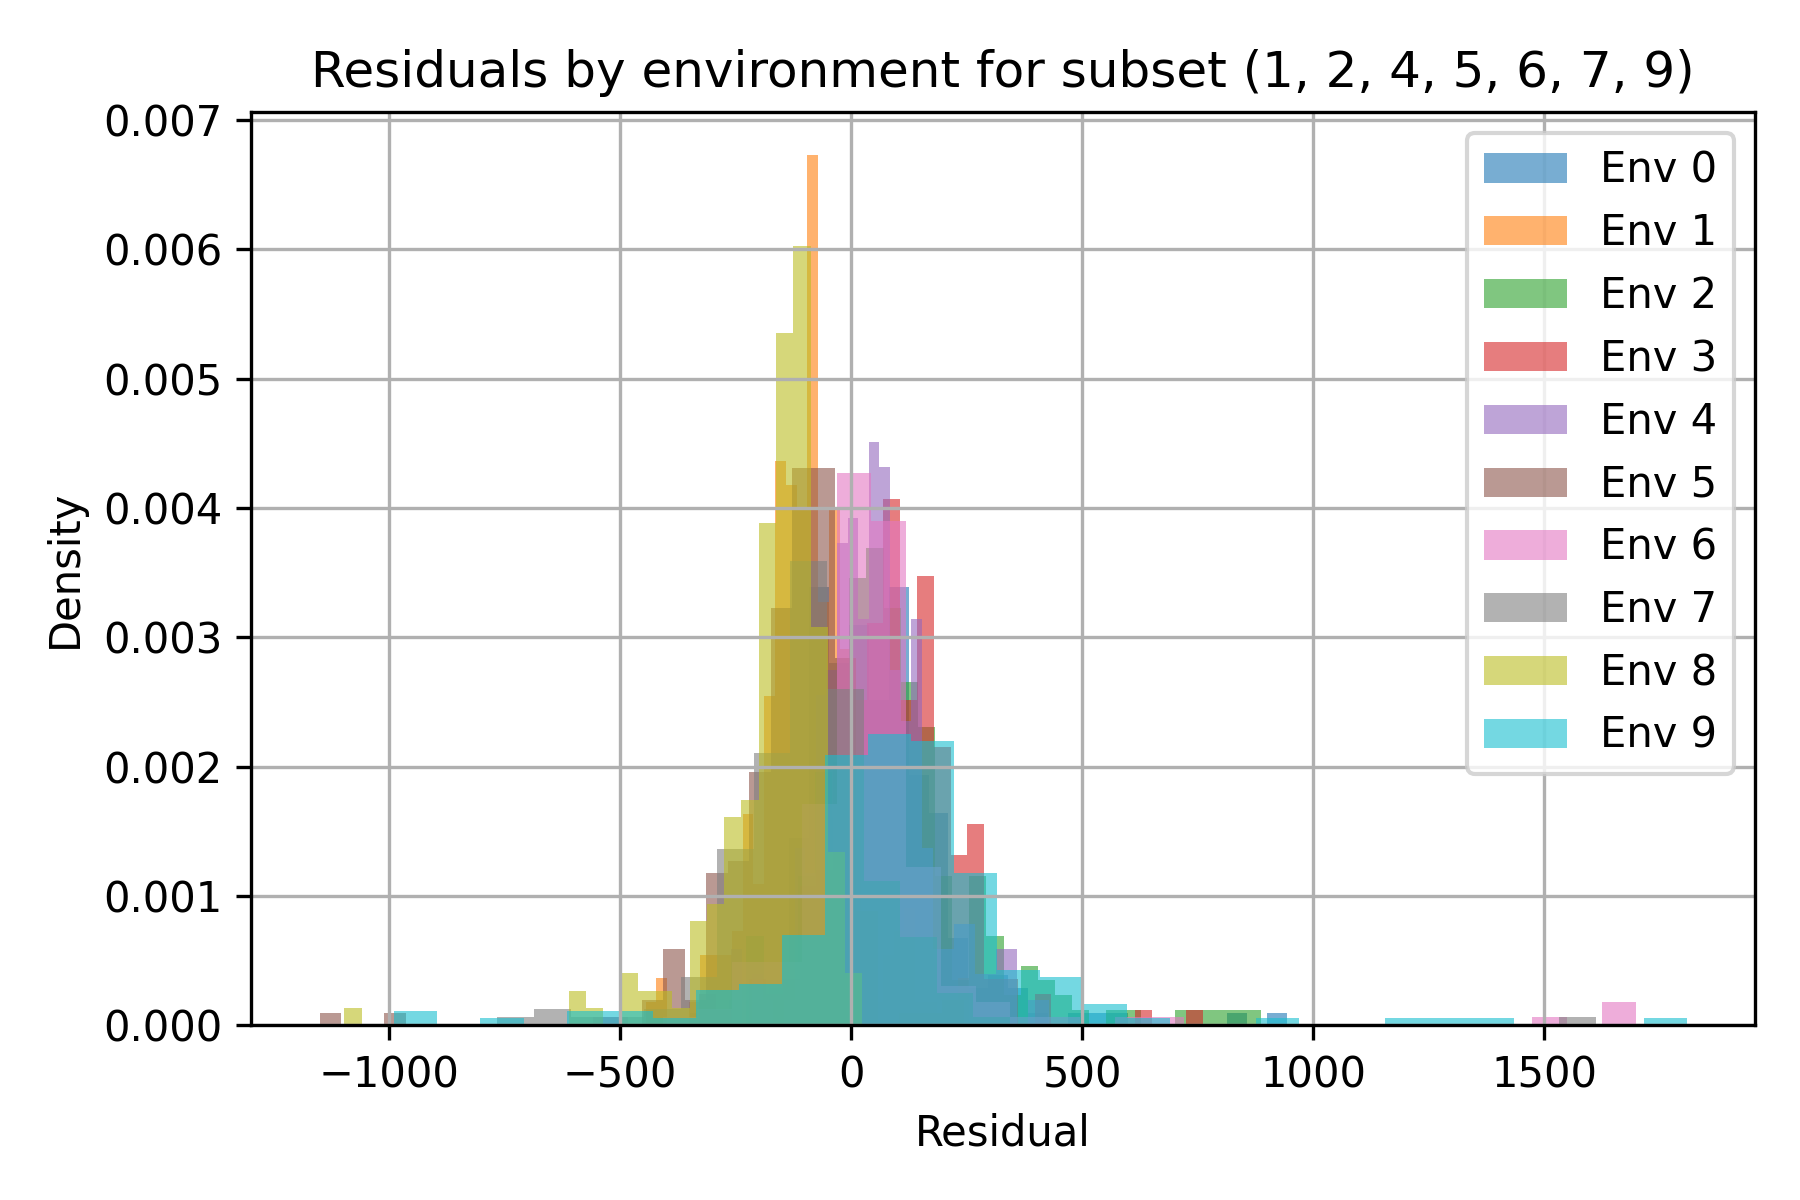 Residuals by environment for subset (1, 2, 4, 5, 6, 7, 9)
0.007
0.006
0.005
0.004
0.003
0.002
0.001
0.000
Density
Env 0
Env 1
Env 2
Env 3
Env 4
Env 5
Env 6
Env 7
Env 8
Env 9
−1000 −500 0 500 1000 1500
Residual